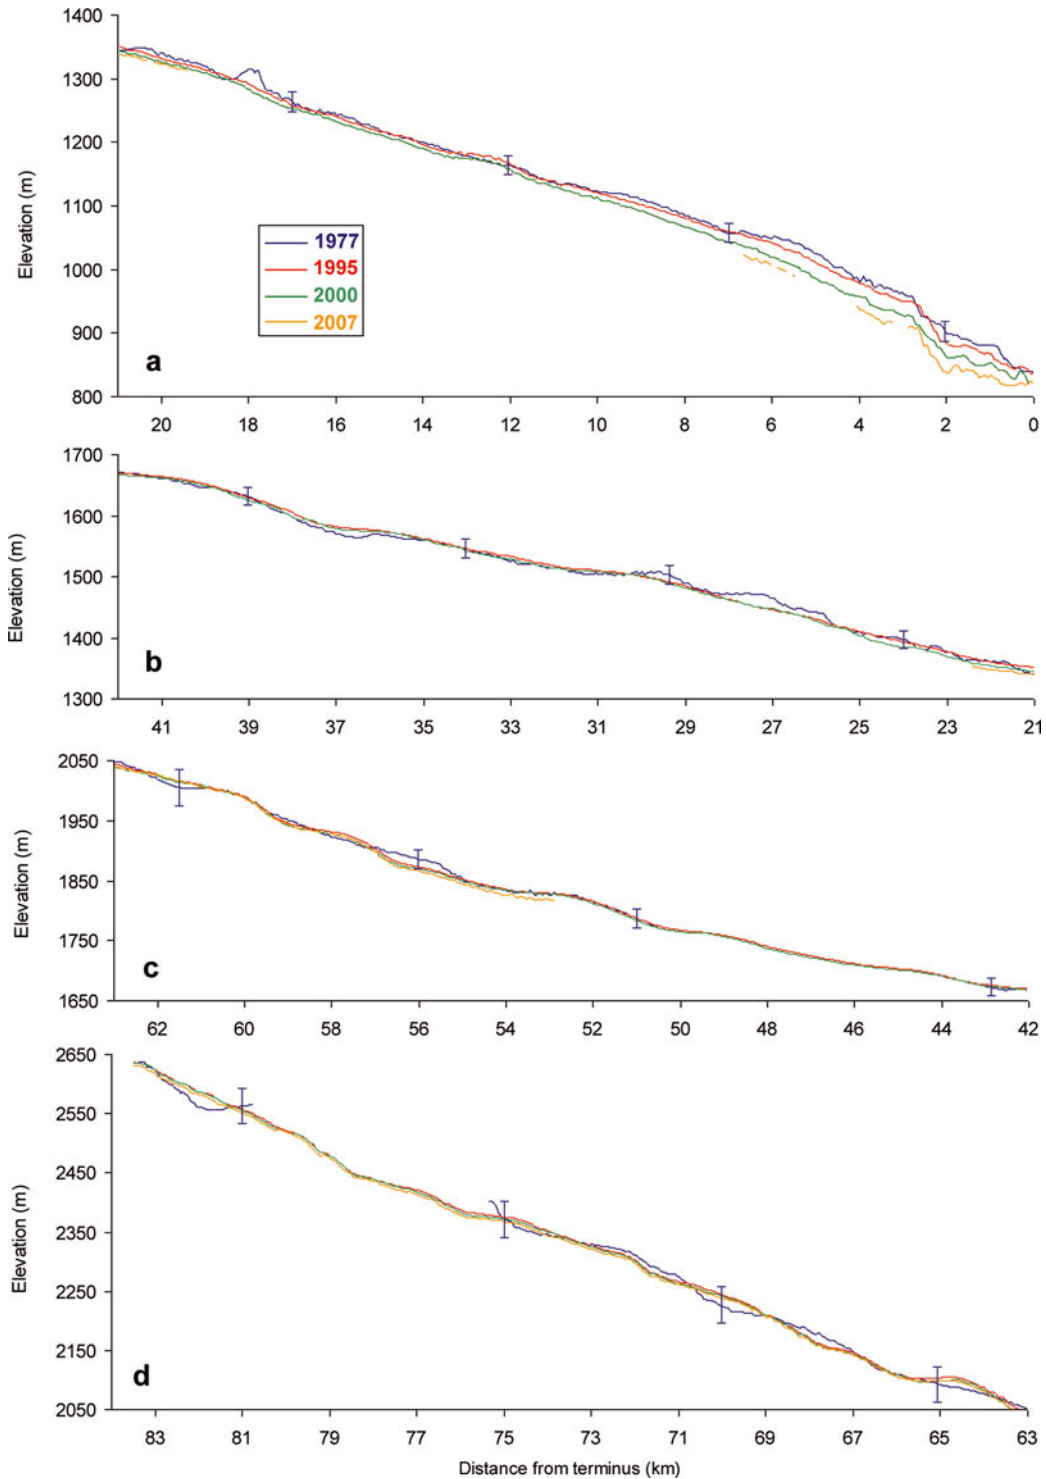 1400
1300
1200
1100
1000
900
800
Elevation (m)
1977
1995
2000
2007
a
20 18 16 14 12 10 8 6 4 2 0
1700
1600
1500
1400
1300
Elevation (m)
b
41 39 37 35 33 31 29 27 25 23 21
2050
1950
1850
1750
1650
Elevation (m)
c
62 60 58 56 54 52 50 48 46 44 42
2650
2550
2450
2350
2250
2150
2050
Elevation (m)
d
83 81 79 77 75 73 71 69 67 65 63
Distance from terminus (km)